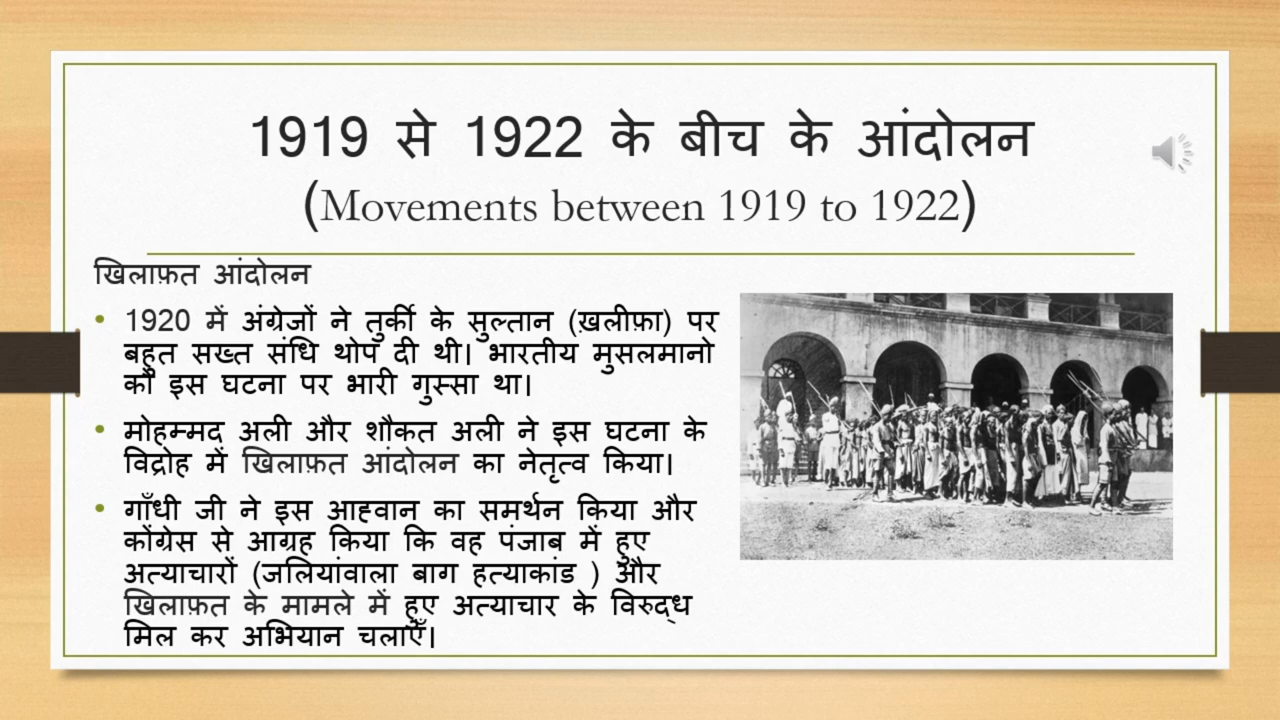 1919 से 1922 के बीच के आंदोलन
(Movements between 1919 to 1922)
खिलाफ़त आंदोलन
• 1920 में अंग्रेजों ने तुर्की के सुल्तान (ख़लीफ़ा) पर
बहुत सख्त संधि थोप दी थी। भारतीय मुसलमानो
को इस घटना पर भारी गुस्सा था।
• मोहम्मद अली और शौकत अली ने इस घटना के
विद्रोह में खिलाफ़त आंदोलन का नेतृत्व किया।
• गाँधी जी ने इस आह्वान का समर्थन किया और
कोंग्रेस से आग्रह किया कि वह पंजाब में हुए
अत्याचारों (जलियांवाला बाग हत्याकांड ) और
खिलाफ़त के मामले में हुए अत्याचार के विरुद्ध
मिल कर अभियान चलाएँ।